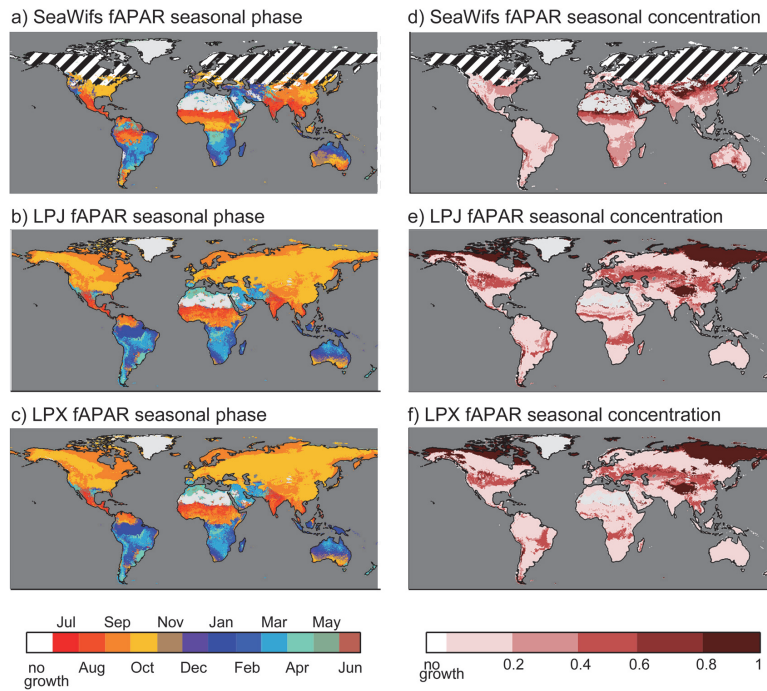 a) SeaWifs fAPAR seasonal phase
d) SeaWifs fAPAR seasonal concentration
b) LPJ fAPAR seasonal phase
e) LPJ fAPAR seasonal concentration
c) LPX fAPAR seasonal phase
f) LPX fAPAR seasonal concentration
Jul Sep Nov Jan Mar May
no growth Aug Oct Dec Feb Apr Jun
no growth 0.2 0.4 0.6 0.8 1